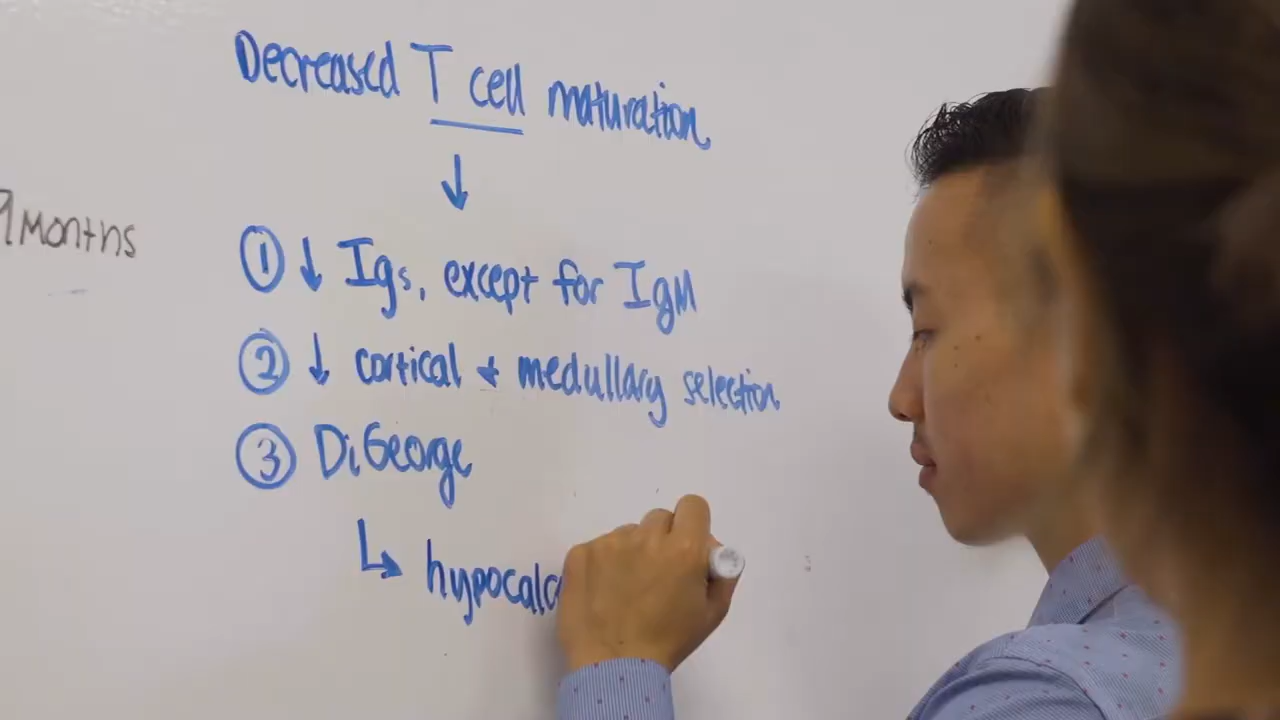 Decreased T cell maturation
↓
9 Months
① ↓ Igs, except for IgM
② ↓ cortical + medullary selection
③ DiGeorge
↳ hypocalc